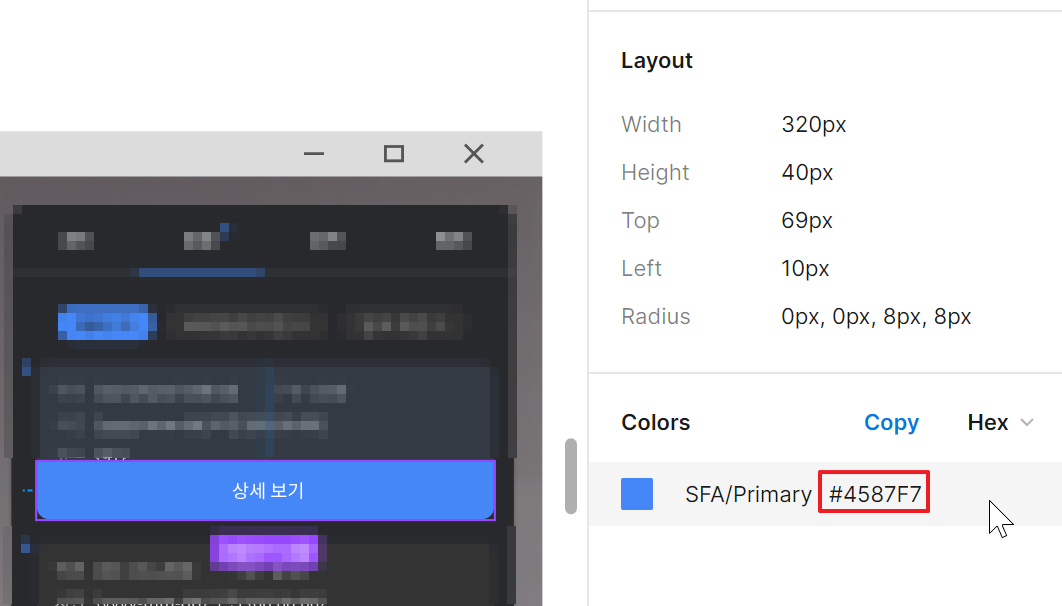 Layout
Width 320px
Height 40px
Top 69px
Left 10px
Radius 0px, 0px, 8px, 8px
Colors Copy Hex
SFA/Primary #4587F7
상세 보기